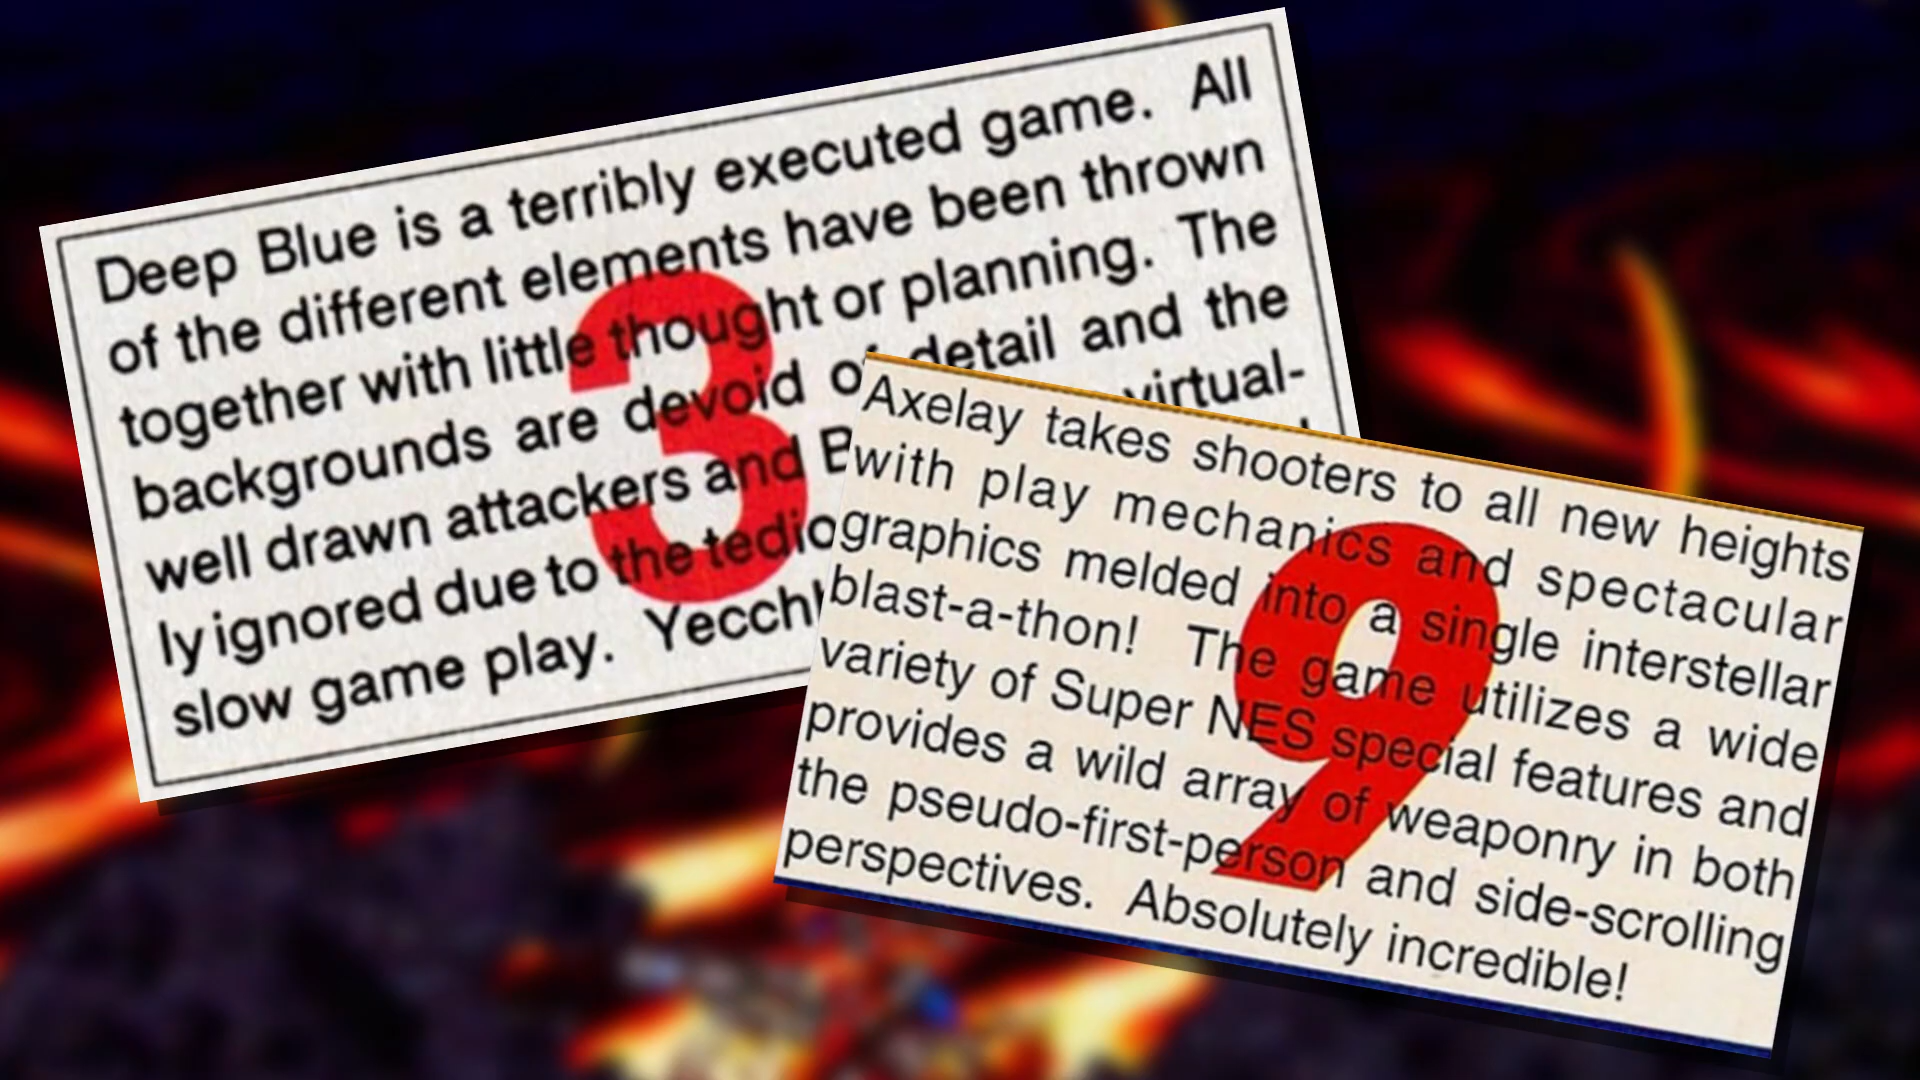 Deep Blue is a terribly executed game. All
of the different elements have been thrown
together with little thought or planning. The
backgrounds are devoid of detail and the
well drawn attackers and virtual-
ly ignored due to the
slow game play. Yecch!
3
Axelay takes shooters to all new heights
with play mechanics and spectacular
graphics melded into a single interstellar
blast-a-thon! The game utilizes a wide
variety of Super NES special features and
provides a wild array of weaponry in both
the pseudo-first-person and side-scrolling
perspectives. Absolutely incredible!
9